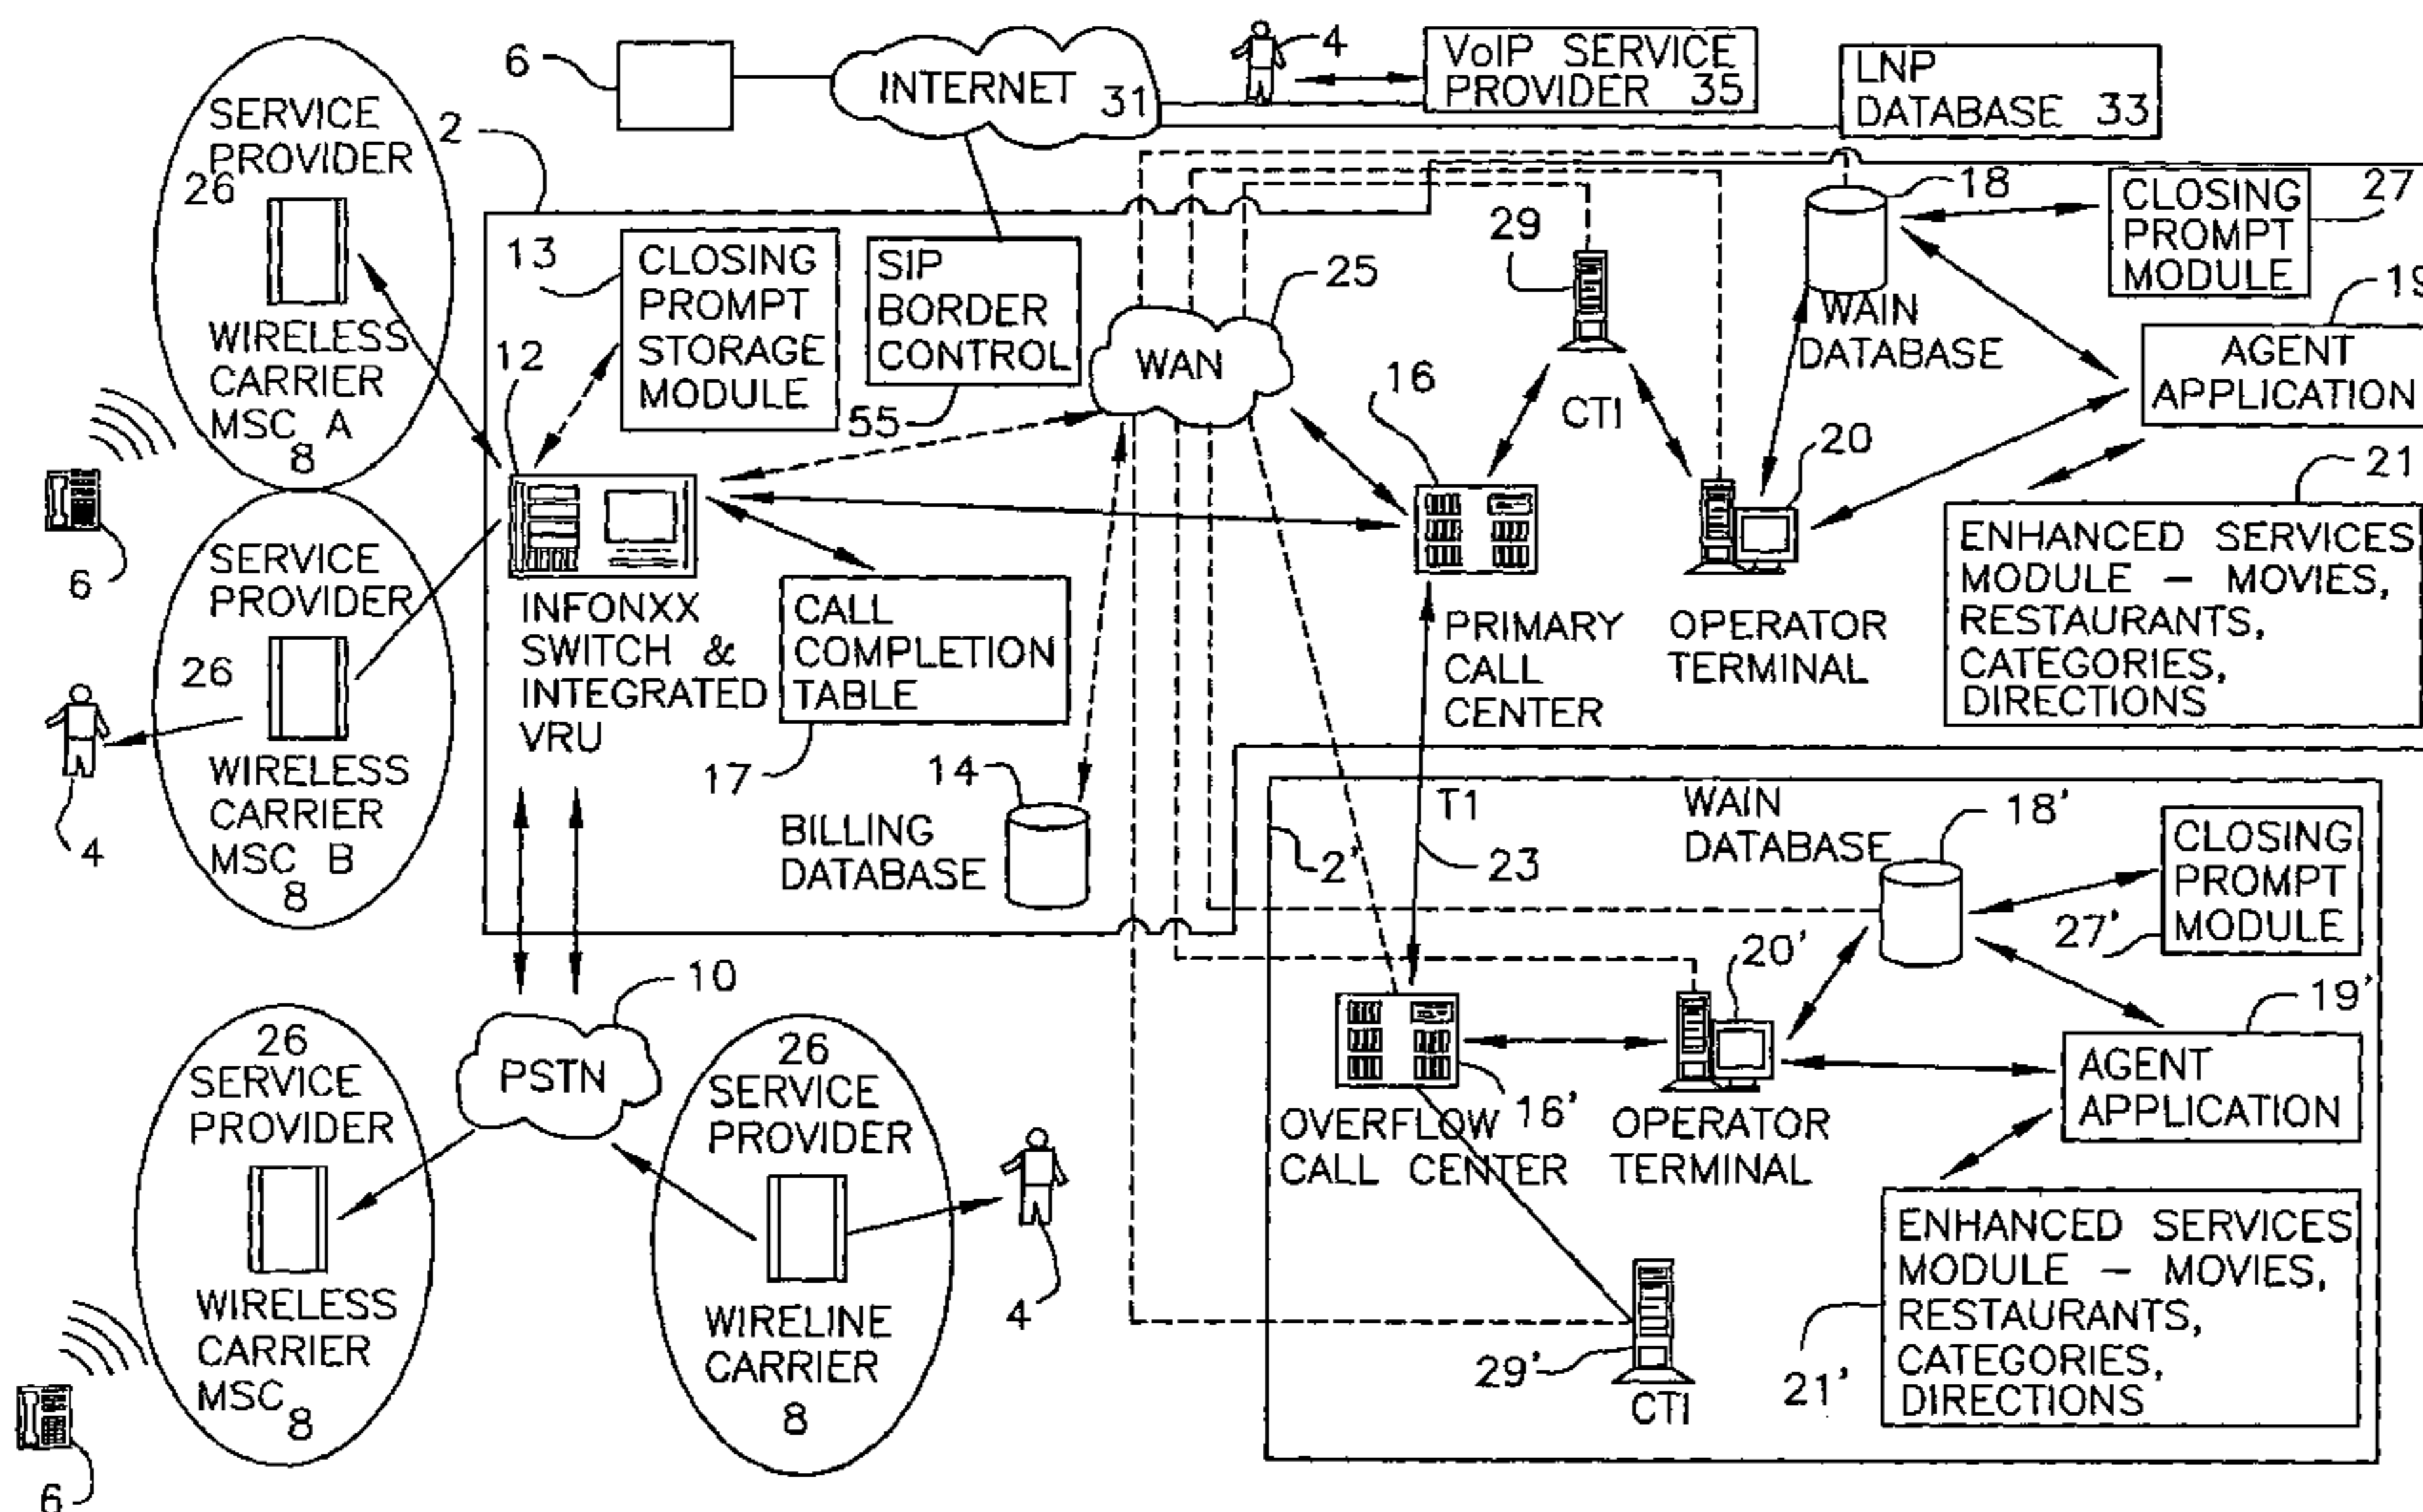 SERVICE
PROVIDER
26
WIRELESS
CARRIER
MSC A
8
6
SERVICE
PROVIDER
26
WIRELESS
CARRIER
MSC B
8
4
2
6
INTERNET 31
4
VoIP SERVICE
PROVIDER 35
LNP
DATABASE 33
13
CLOSING
PROMPT
STORAGE
MODULE
SIP
BORDER
CONTROL
55
12
INFONXX
SWITCH &
INTEGRATED
VRU
CALL
COMPLETION
TABLE
17
14
BILLING
DATABASE
WAN
25
29
CTI
16
PRIMARY
CALL
CENTER
20
OPERATOR
TERMINAL
18
WAIN
DATABASE
27
CLOSING
PROMPT
MODULE
19
AGENT
APPLICATION
21
ENHANCED SERVICES
MODULE – MOVIES,
RESTAURANTS,
CATEGORIES,
DIRECTIONS
T1
23
2'
WAIN
DATABASE
18'
CLOSING
PROMPT
MODULE
27'
20'
19'
AGENT
APPLICATION
OVERFLOW
CALL CENTER
16'
OPERATOR
TERMINAL
29'
CTI
ENHANCED SERVICES
MODULE – MOVIES,
RESTAURANTS,
CATEGORIES,
DIRECTIONS
21'
10
PSTN
26
SERVICE
PROVIDER
WIRELESS
CARRIER
MSC
8
6
26
SERVICE
PROVIDER
WIRELINE
CARRIER
8
4